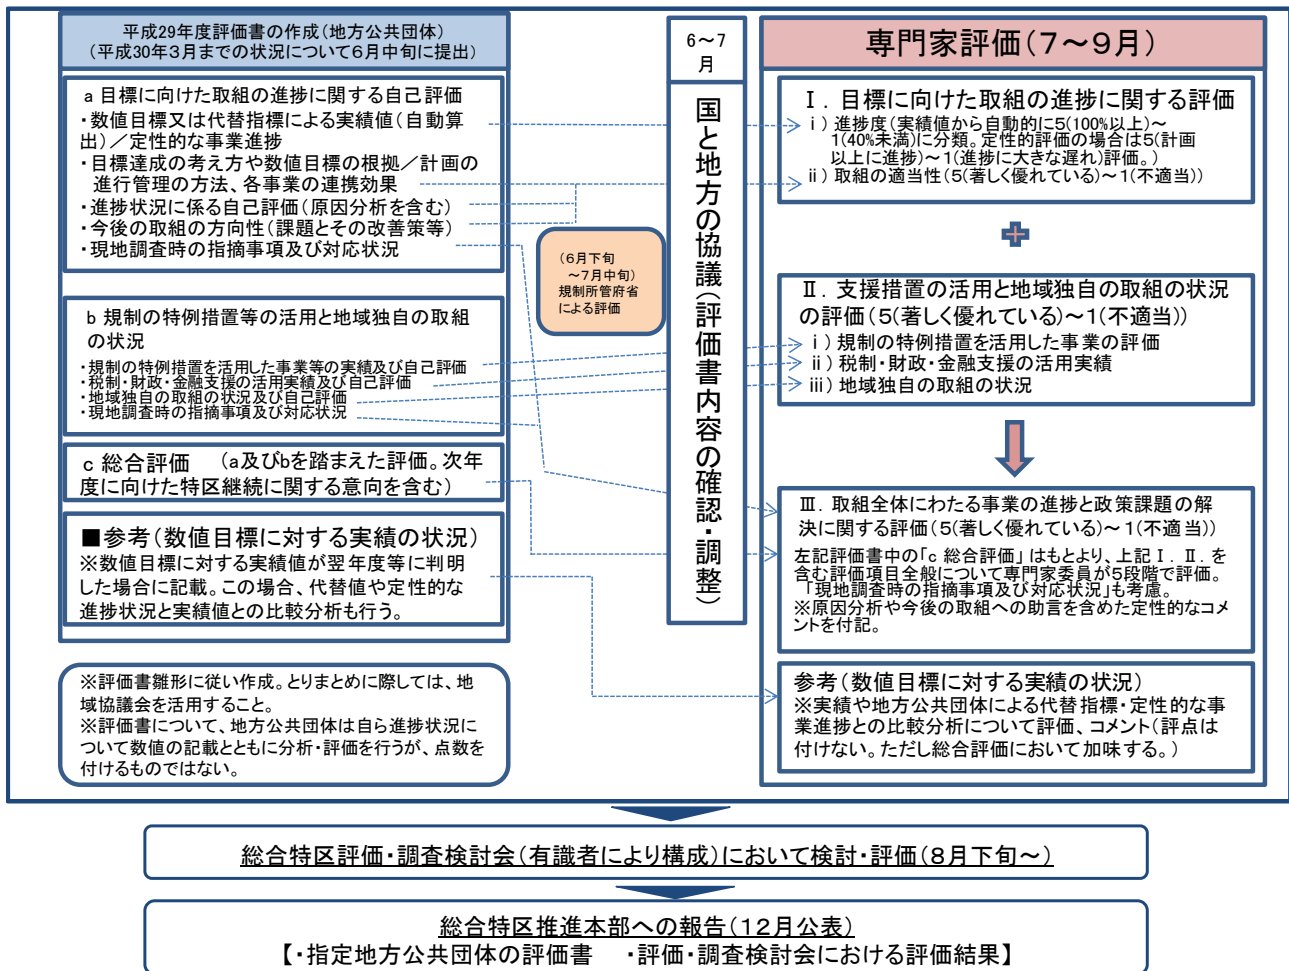 平成29年度評価書の作成（地方公共団体）
（平成30年３月までの状況について６月中旬に提出）
a 目標に向けた取組の進捗に関する自己評価
・数値目標又は代替指標による実績値（自動算
出）／定性的な事業進捗
・目標達成の考え方や数値目標の根拠／計画の
進行管理の方法、各事業の連携効果
・進捗状況に係る自己評価（原因分析を含む）
・今後の取組の方向性（課題とその改善策等）
・現地調査時の指摘事項及び対応状況
b 規制の特例措置等の活用と地域独自の取組
の状況
・規制の特例措置を活用した事業等の実績及び自己評価
・税制・財政・金融支援の活用実績及び自己評価
・地域独自の取組の状況及び自己評価
・現地調査時の指摘事項及び対応状況
c 総合評価　（a及びbを踏まえた評価。次年
度に向けた特区継続に関する意向を含む）
■参考（数値目標に対する実績の状況）
※数値目標に対する実績値が翌年度等に判明
した場合に記載。この場合、代替値や定性的な
進捗状況と実績値との比較分析も行う。
※評価書雛形に従い作成。とりまとめに際しては、地
域協議会を活用すること。
※評価書について、地方公共団体は自ら進捗状況に
ついて数値の記載とともに分析・評価を行うが、点数を
付けるものではない。
（６月下旬
～７月中旬）
規制所管府省
による評価
６～７
月
国と地方の協議（評価書内容の確認・調整）
専門家評価（７～９月）
Ⅰ．目標に向けた取組の進捗に関する評価
ⅰ）進捗度（実績値から自動的に5（100%以上）～
1（40%未満）に分類。定性的評価の場合は5（計画
以上に進捗）～1（進捗に大きな遅れ）評価。）
ⅱ）取組の適当性（5（著しく優れている）～1（不適当））
＋
Ⅱ．支援措置の活用と地域独自の取組の状況
の評価（5（著しく優れている）～1（不適当））
ⅰ）規制の特例措置を活用した事業の評価
ⅱ）税制・財政・金融支援の活用実績
ⅲ）地域独自の取組の状況
Ⅲ．取組全体にわたる事業の進捗と政策課題の解
決に関する評価（5（著しく優れている）～１（不適当））
左記評価書中の「c 総合評価」はもとより、上記Ⅰ．Ⅱ．を
含む評価項目全般について専門家委員が５段階で評価。
「現地調査時の指摘事項及び対応状況」も考慮。
※原因分析や今後の取組への助言を含めた定性的なコメ
ントを付記。
参考（数値目標に対する実績の状況）
※実績や地方公共団体による代替指標・定性的な事
業進捗との比較分析について評価、コメント（評点は
付けない。ただし総合評価において加味する。）
総合特区評価・調査検討会（有識者により構成）において検討・評価（８月下旬～）
総合特区推進本部への報告（１２月公表）
【・指定地方公共団体の評価書　・評価・調査検討会における評価結果】